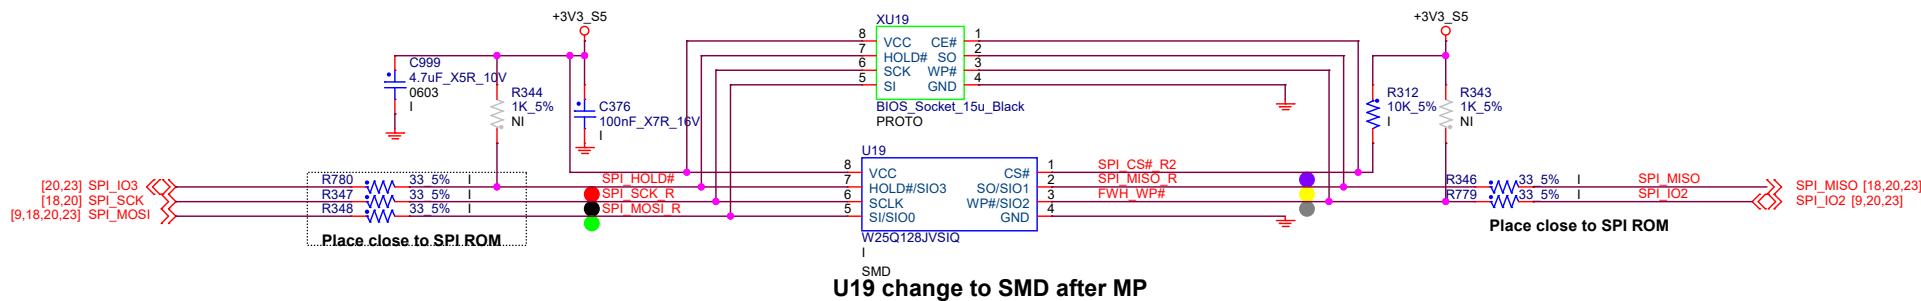 +3V3_S5
XU19
+3V3_S5
8 VCC CE# 1
7 HOLD# SO 2
6 SCK WP# 3
5 SI GND 4
BIOS_Socket_15u_Black
PROTO
C999
4.7uF_X5R_10V
0603
I
R344
1K_5%
NI
C376
100nF_X7R_16V
I
R312
10K_5%
I
R343
1K_5%
NI
U19
8 VCC CS# 1
7 HOLD#/SIO3 SO/SIO1 2
6 SCLK WP#/SIO2 3
5 SI/SIO0 GND 4
W25Q128JVSIQ
I
SMD
[20,23] SPI_IO3
[18,20] SPI_SCK
[9,18,20,23] SPI_MOSI
R780 33_5% I
R347 33_5% I
R348 33_5% I
Place close to SPI ROM
SPI_HOLD#
SPI_SCK_R
SPI_MOSI_R
SPI_CS#_R2
SPI_MISO_R
FWH_WP#
R346 33_5% I SPI_MISO
R779 33_5% I SPI_IO2
SPI_MISO [18,20,23]
SPI_IO2 [9,20,23]
Place close to SPI ROM
U19 change to SMD after MP